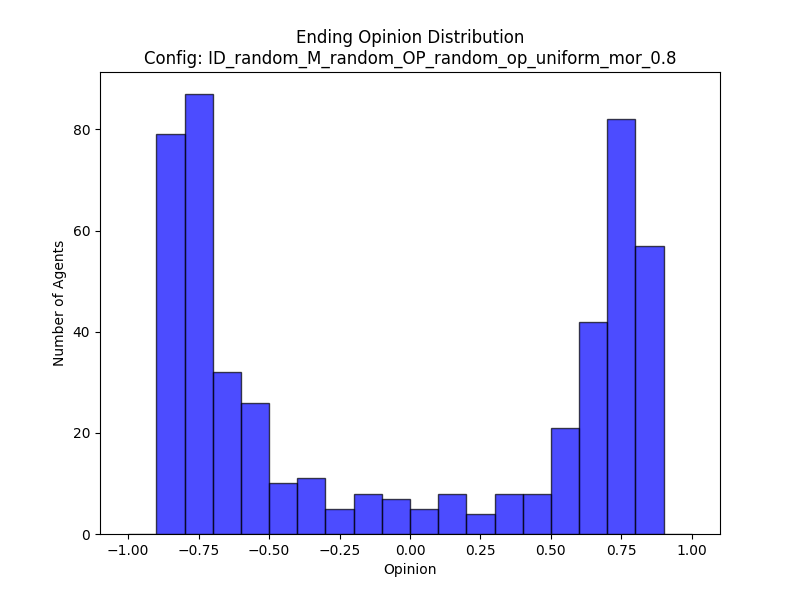 Ending Opinion Distribution
Config: ID_random_M_random_OP_random_op_uniform_mor_0.8
Number of Agents
80
60
40
20
0
−1.00 −0.75 −0.50 −0.25 0.00 0.25 0.50 0.75 1.00
Opinion